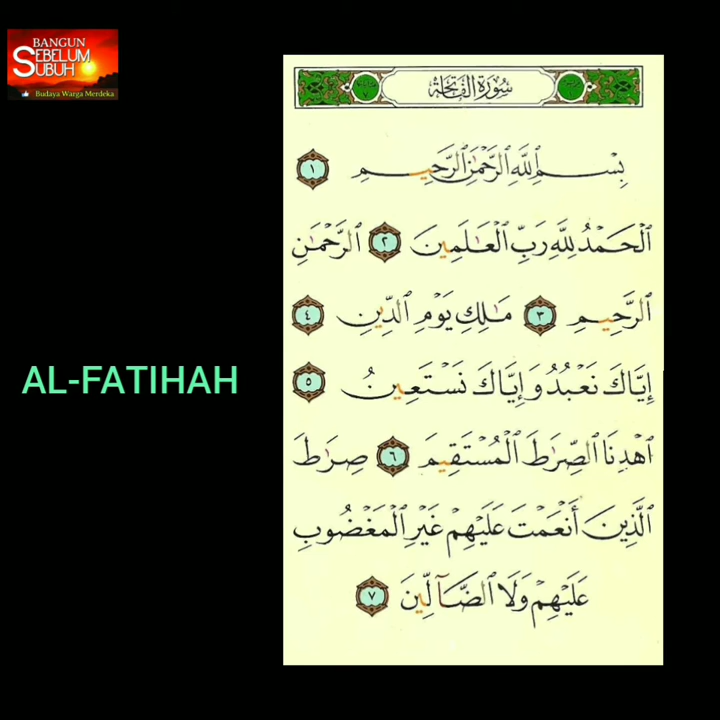 BANGUN
SEBELUM
SUBUH
Budaya Warga Merdeka
سُورَةُ الْفَاتِحَةِ
بِسْمِ ٱللَّهِ ٱلرَّحْمَٰنِ ٱلرَّحِيمِ ١
ٱلْحَمْدُ لِلَّهِ رَبِّ ٱلْعَٰلَمِينَ ٢ ٱلرَّحْمَٰنِ
ٱلرَّحِيمِ ٣ مَٰلِكِ يَوْمِ ٱلدِّينِ ٤
إِيَّاكَ نَعْبُدُ وَإِيَّاكَ نَسْتَعِينُ ٥
ٱهْدِنَا ٱلصِّرَٰطَ ٱلْمُسْتَقِيمَ ٦ صِرَٰطَ
ٱلَّذِينَ أَنْعَمْتَ عَلَيْهِمْ غَيْرِ ٱلْمَغْضُوبِ
عَلَيْهِمْ وَلَا ٱلضَّآلِّينَ ٧
AL-FATIHAH